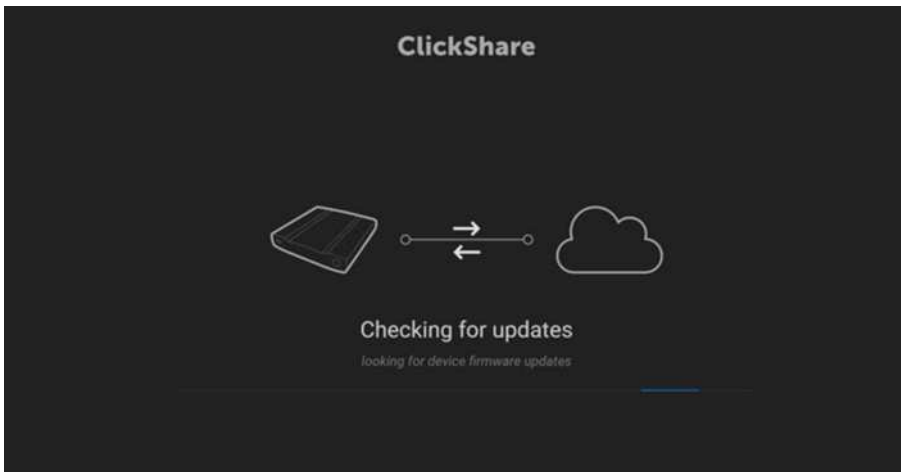 ClickShare
Checking for updates
looking for device firmware updates